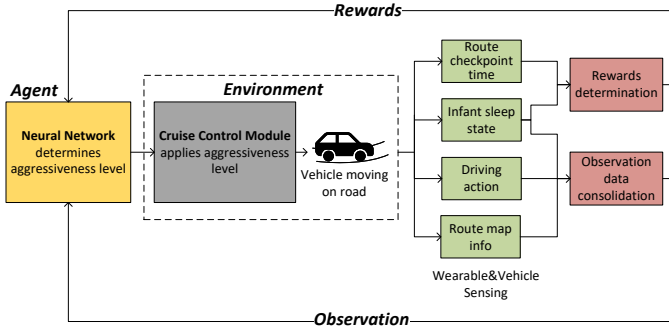 Rewards
Agent
Environment
Neural Network
determines
aggressiveness level
Cruise Control Module
applies aggressiveness
level
Vehicle moving
on road
Route
checkpoint
time
Infant sleep
state
Driving
action
Route map
info
Wearable&Vehicle
Sensing
Rewards
determination
Observation
data
consolidation
Observation